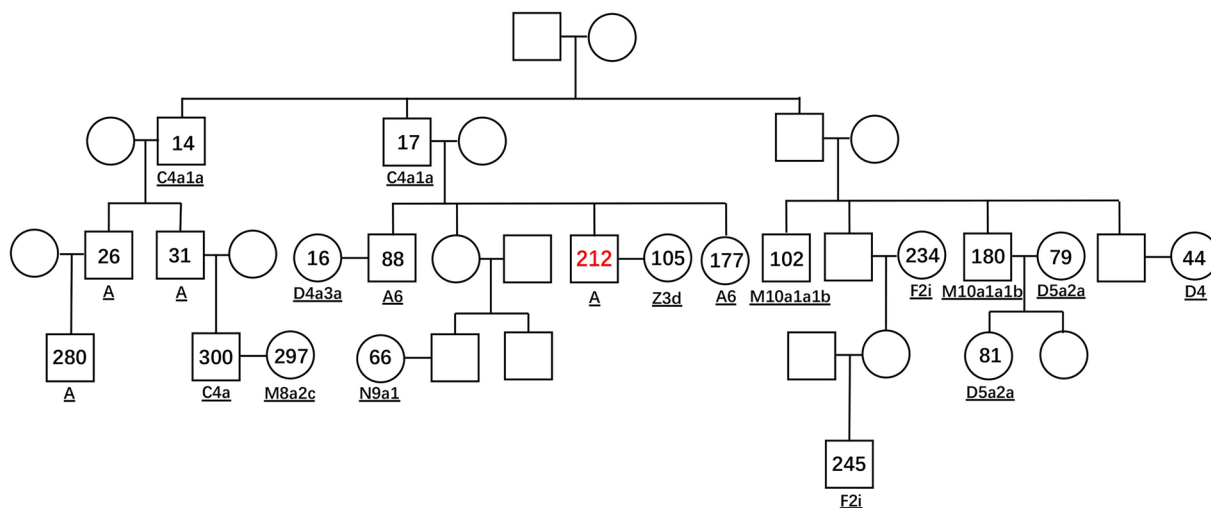 14
17
C4a1a
C4a1a
26
31
16
88
212
105
177
102
234
180
79
44
A
A
D4a3a
A6
A
Z3d
A6
M10a1a1b
F2i
M10a1a1b
D5a2a
D4
280
300
297
66
81
A
C4a
M8a2c
N9a1
D5a2a
245
F2i